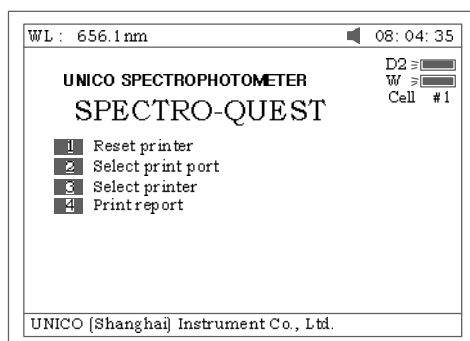 WL: 656.1nm 08:04:35
D2
UNICO SPECTROPHOTOMETER W
Cell #1
SPECTRO-QUEST
1 Reset printer
2 Select print port
3 Select printer
4 Print report
UNICO (Shanghai) Instrument Co., Ltd.